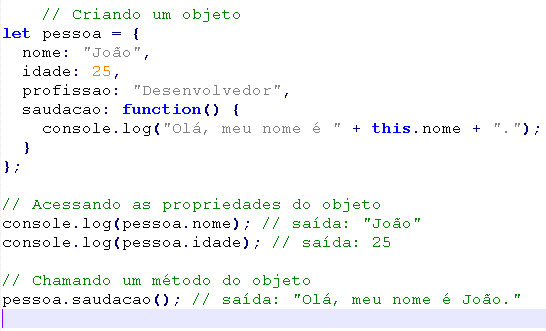 // Criando um objeto
let pessoa = {
nome: "João",
idade: 25,
profissao: "Desenvolvedor",
saudacao: function() {
console.log("Olá, meu nome é " + this.nome + ".");
}
};
// Acessando as propriedades do objeto
console.log(pessoa.nome); // saída: "João"
console.log(pessoa.idade); // saída: 25
// Chamando um método do objeto
pessoa.saudacao(); // saída: "Olá, meu nome é João."